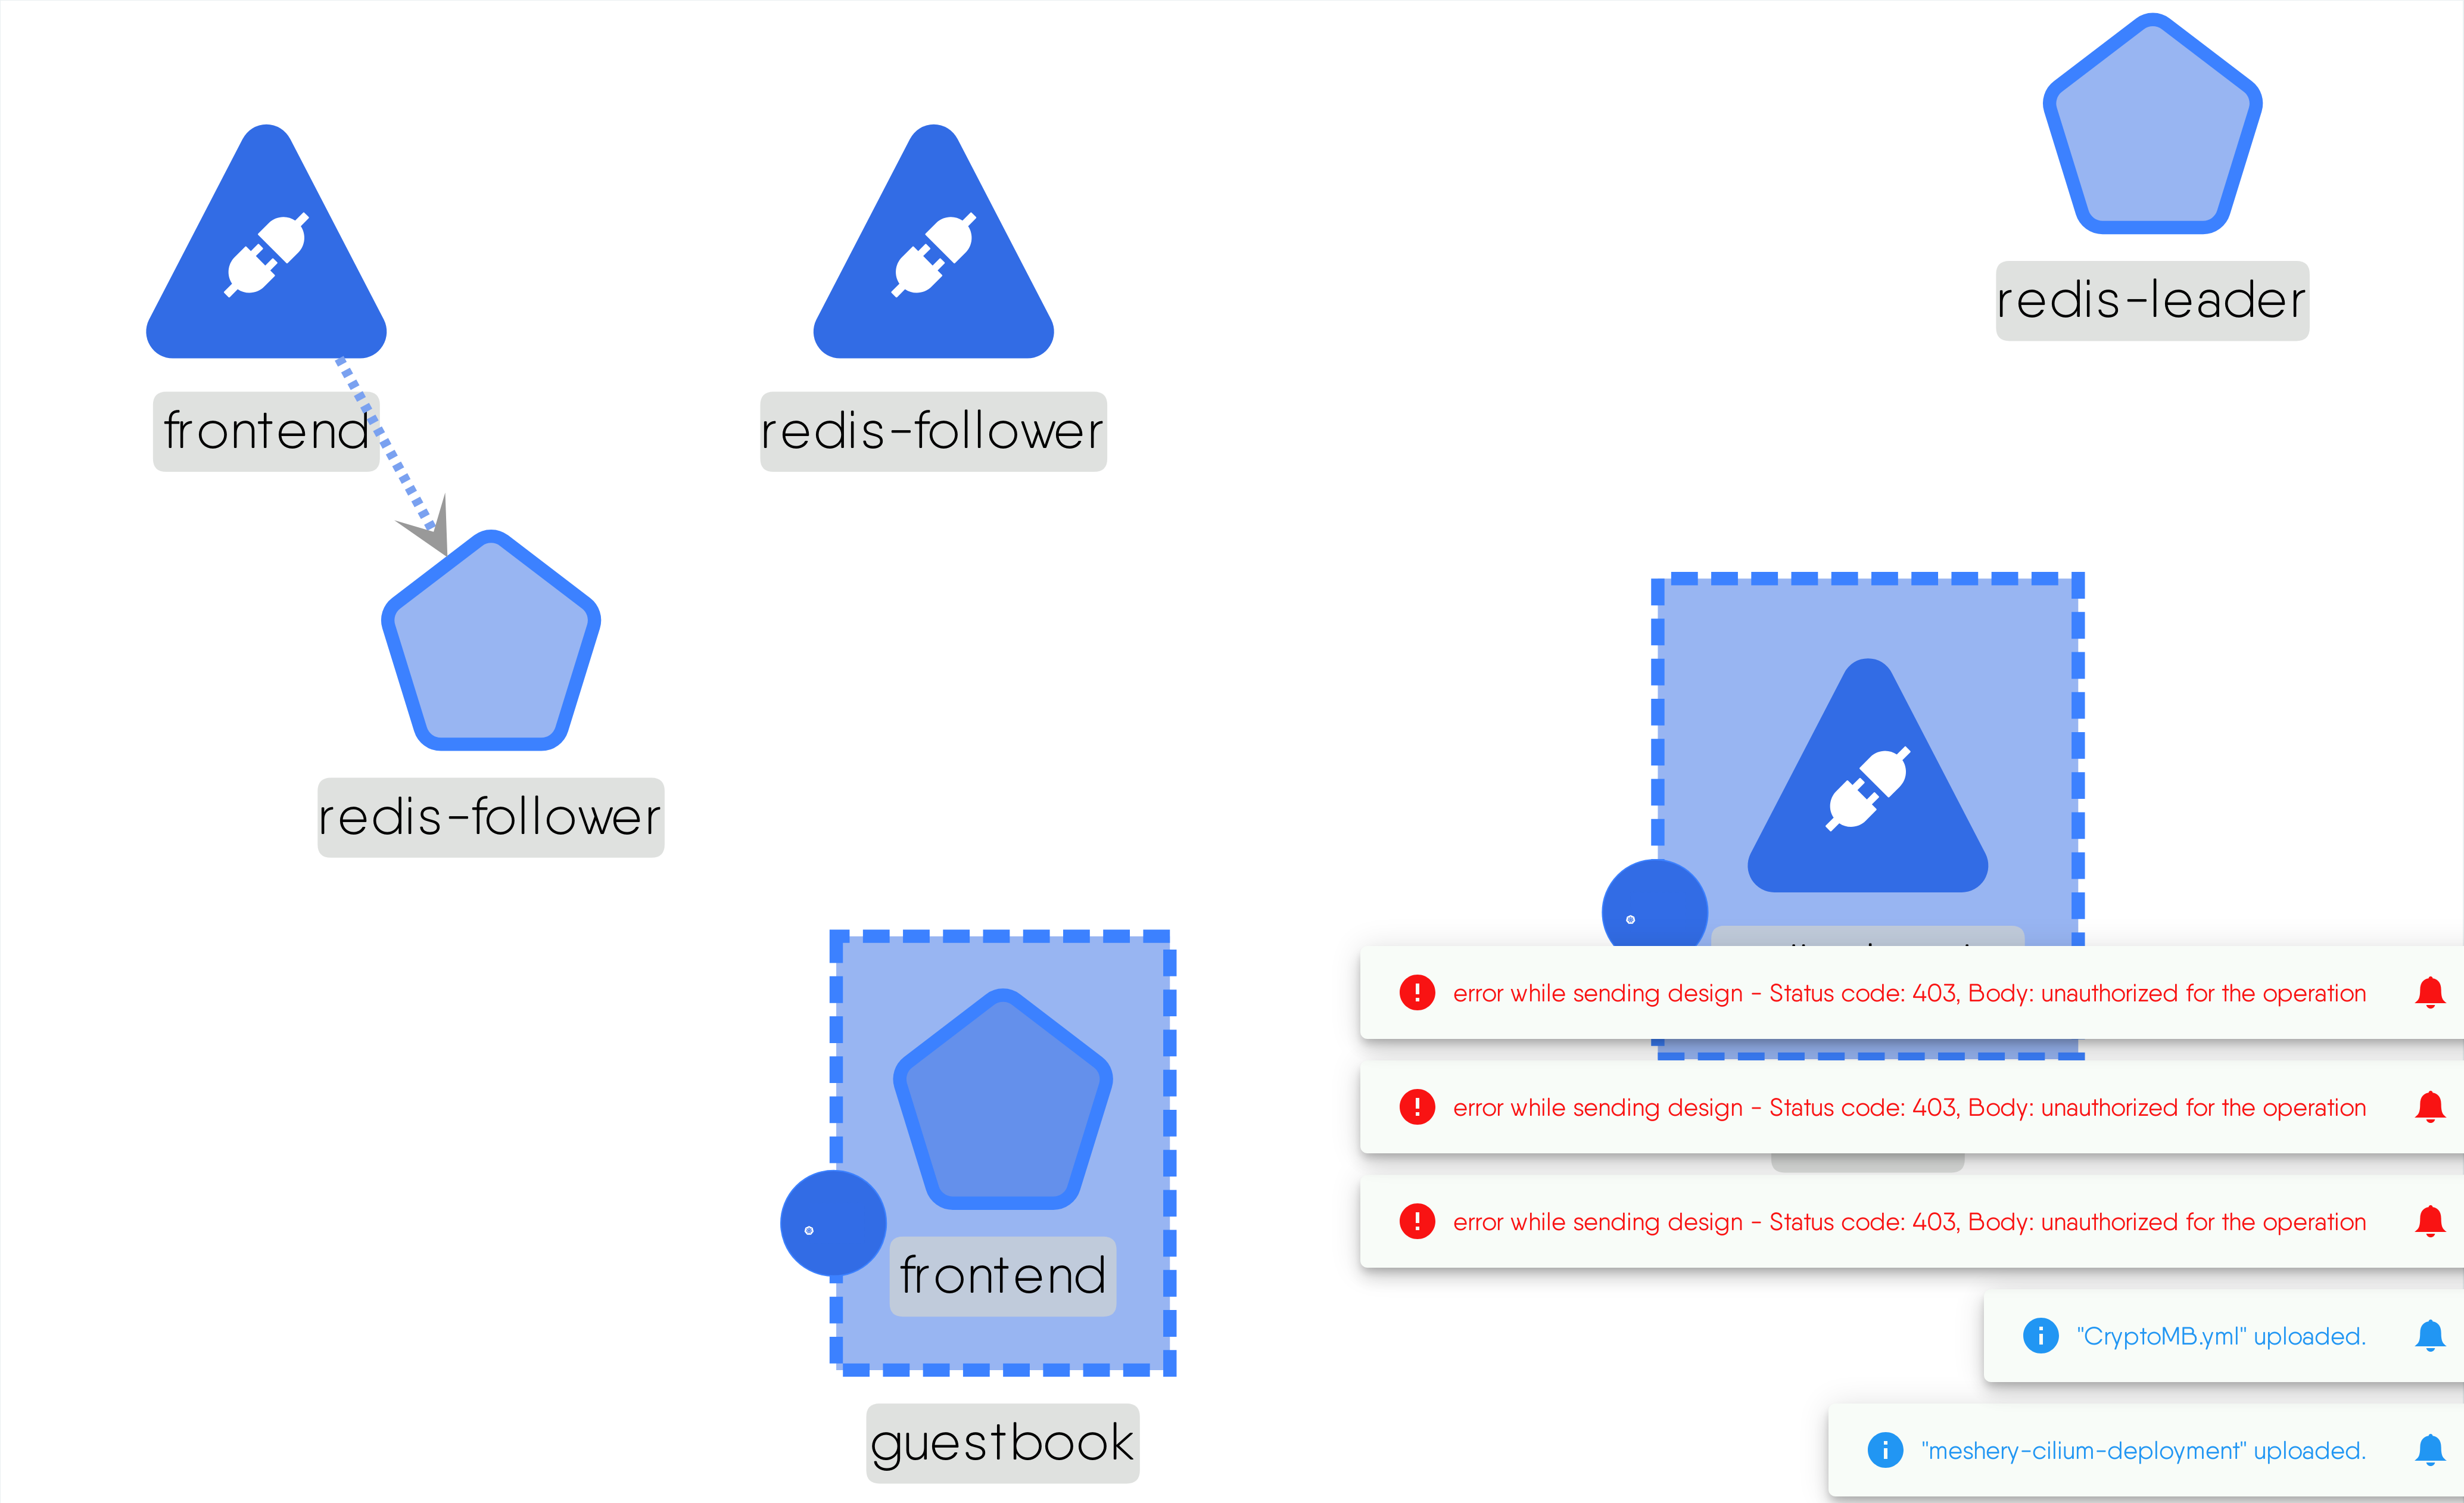 redis-leader
frontend
redis-follower
redis-follower
frontend
guestbook
error while sending design - Status code: 403, Body: unauthorized for the operation
error while sending design - Status code: 403, Body: unauthorized for the operation
error while sending design - Status code: 403, Body: unauthorized for the operation
"CryptoMB.yml" uploaded.
"meshery-cilium-deployment" uploaded.